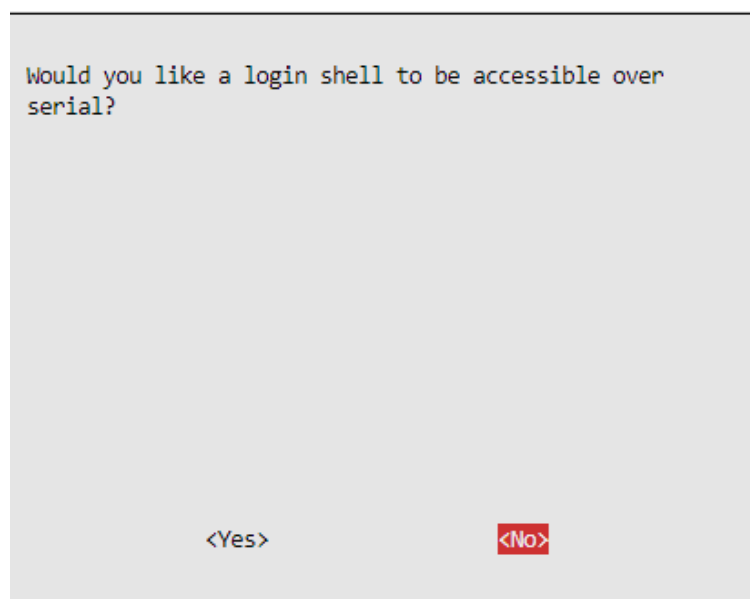 Would you like a login shell to be accessible over
serial?
<Yes> <No>